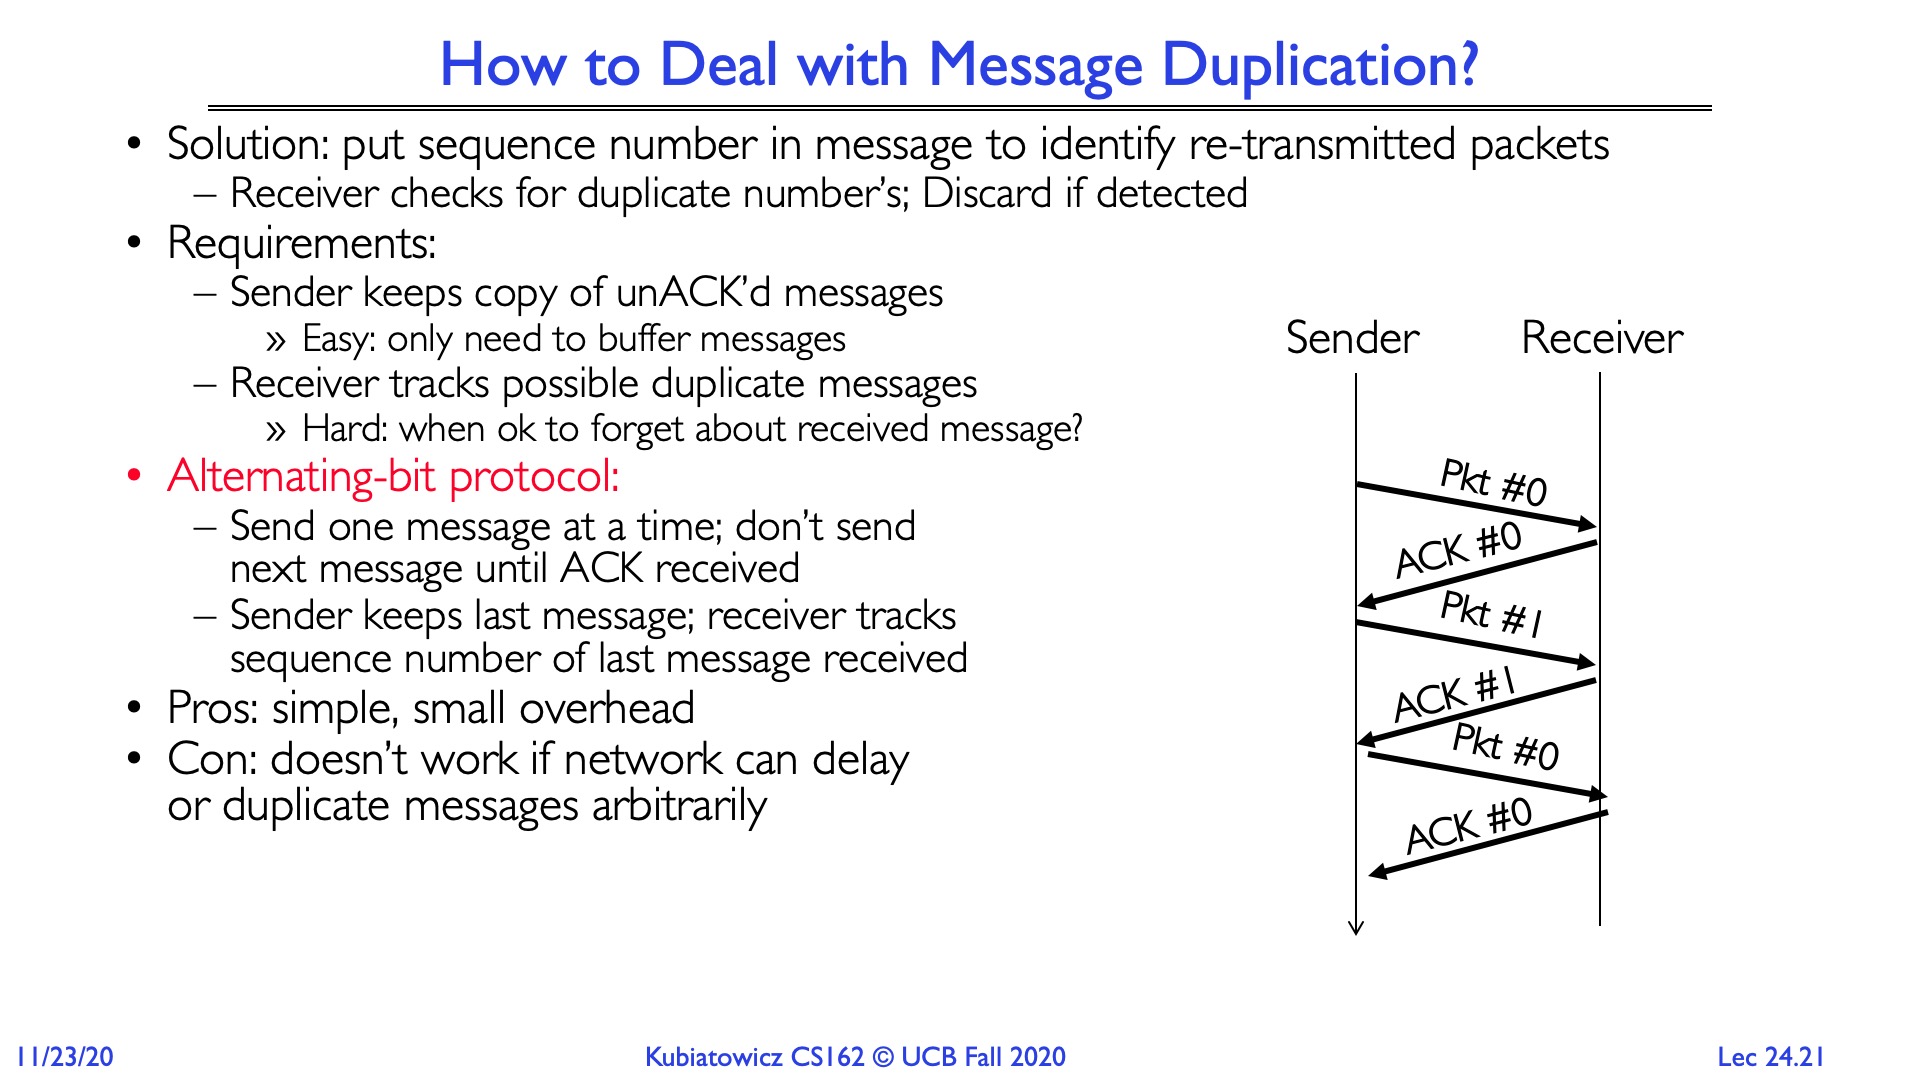 How to Deal with Message Duplication?
• Solution: put sequence number in message to identify re-transmitted packets
– Receiver checks for duplicate number’s; Discard if detected
• Requirements:
– Sender keeps copy of unACK’d messages
» Easy: only need to buffer messages
– Receiver tracks possible duplicate messages
» Hard: when ok to forget about received message?
• Alternating-bit protocol:
– Send one message at a time; don’t send
next message until ACK received
– Sender keeps last message; receiver tracks
sequence number of last message received
• Pros: simple, small overhead
• Con: doesn’t work if network can delay
or duplicate messages arbitrarily
Sender
Receiver
Pkt #0
ACK #0
Pkt #1
ACK #1
Pkt #0
ACK #0
11/23/20
Kubiatowicz CS162 © UCB Fall 2020
Lec 24.21